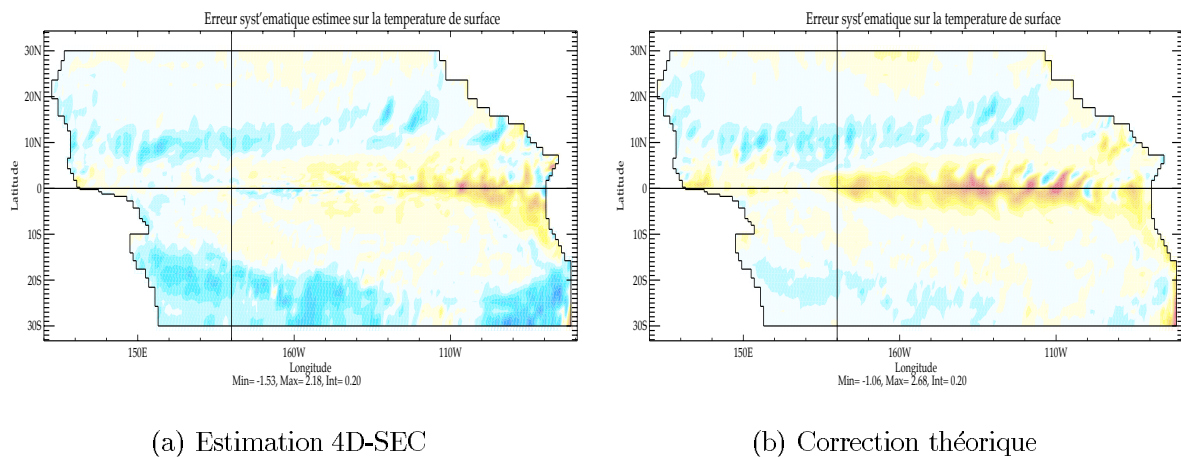 Erreur syst'ematique estimee sur la temperature de surface
30N
20N
10N
0
10S
20S
30S
Latitude
150E
160W
110W
Longitude
Min= -1.53, Max= 2.18, Int= 0.20
(a) Estimation 4D-SEC
Erreur syst'ematique sur la temperature de surface
30N
20N
10N
0
10S
20S
30S
Latitude
150E
160W
110W
Longitude
Min= -1.06, Max= 2.68, Int= 0.20
(b) Correction théorique